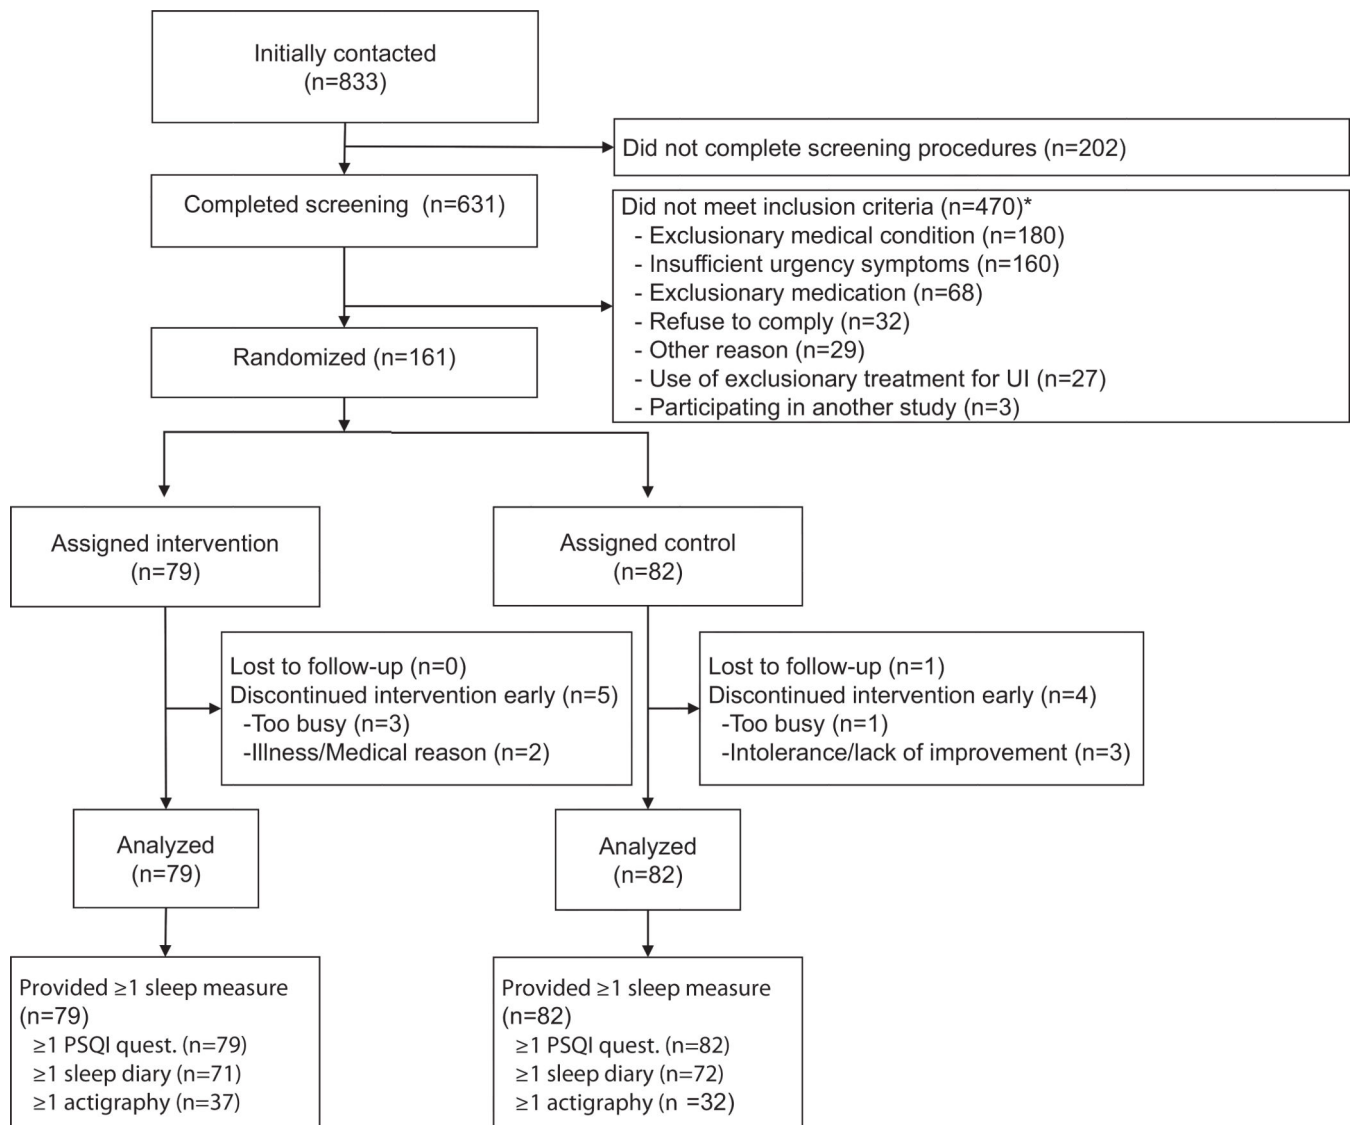 Initially contacted
(n=833)
Did not complete screening procedures (n=202)
Completed screening (n=631)
Did not meet inclusion criteria (n=470)*
- Exclusionary medical condition (n=180)
- Insufficient urgency symptoms (n=160)
- Exclusionary medication (n=68)
- Refuse to comply (n=32)
- Other reason (n=29)
- Use of exclusionary treatment for UI (n=27)
- Participating in another study (n=3)
Randomized (n=161)
Assigned intervention
(n=79)
Assigned control
(n=82)
Lost to follow-up (n=0)
Discontinued intervention early (n=5)
-Too busy (n=3)
-Illness/Medical reason (n=2)
Lost to follow-up (n=1)
Discontinued intervention early (n=4)
-Too busy (n=1)
-Intolerance/lack of improvement (n=3)
Analyzed
(n=79)
Analyzed
(n=82)
Provided ≥1 sleep measure
(n=79)
≥1 PSQI quest. (n=79)
≥1 sleep diary (n=71)
≥1 actigraphy (n=37)
Provided ≥1 sleep measure
(n=82)
≥1 PSQI quest. (n=82)
≥1 sleep diary (n=72)
≥1 actigraphy (n =32)